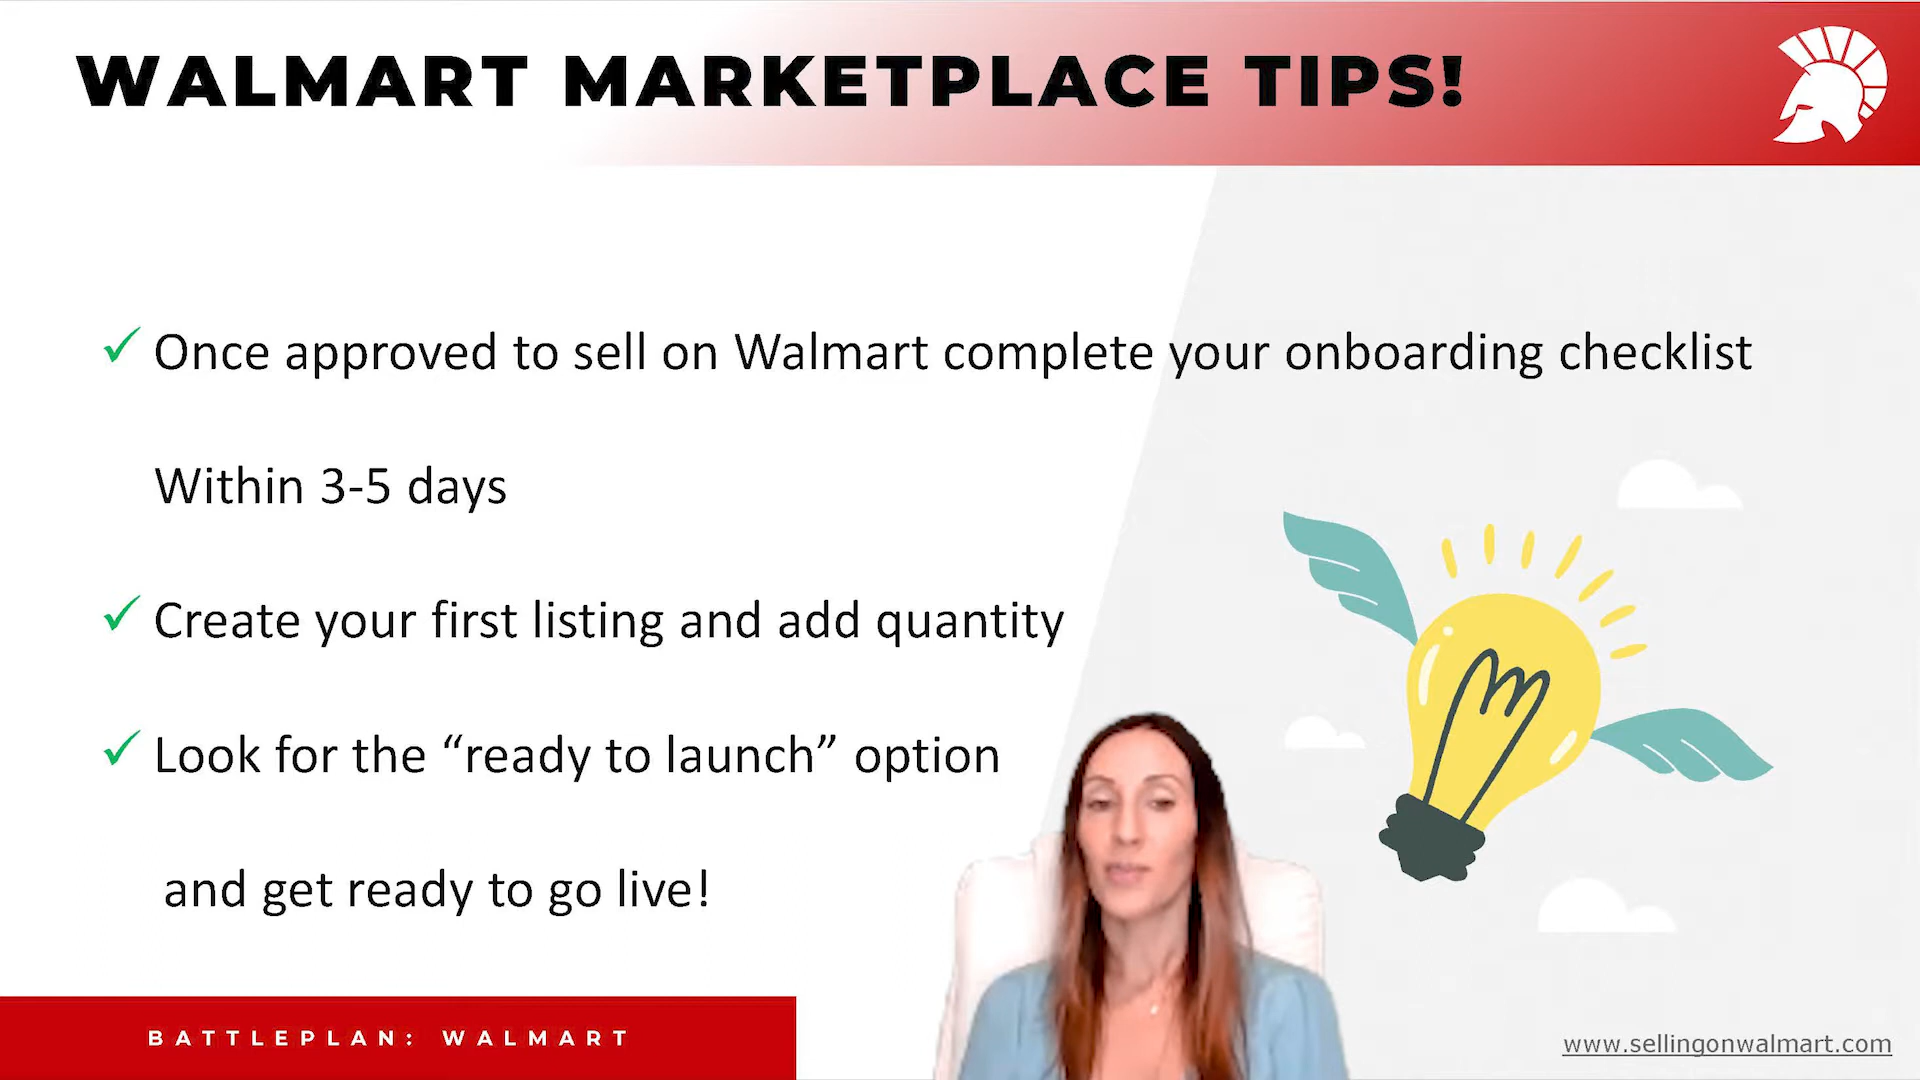 WALMART MARKETPLACE TIPS!
Once approved to sell on Walmart complete your onboarding checklist
Within 3-5 days
Create your first listing and add quantity
Look for the “ready to launch” option
and get ready to go live!
BATTLEPLAN: WALMART
www.sellingonwalmart.com